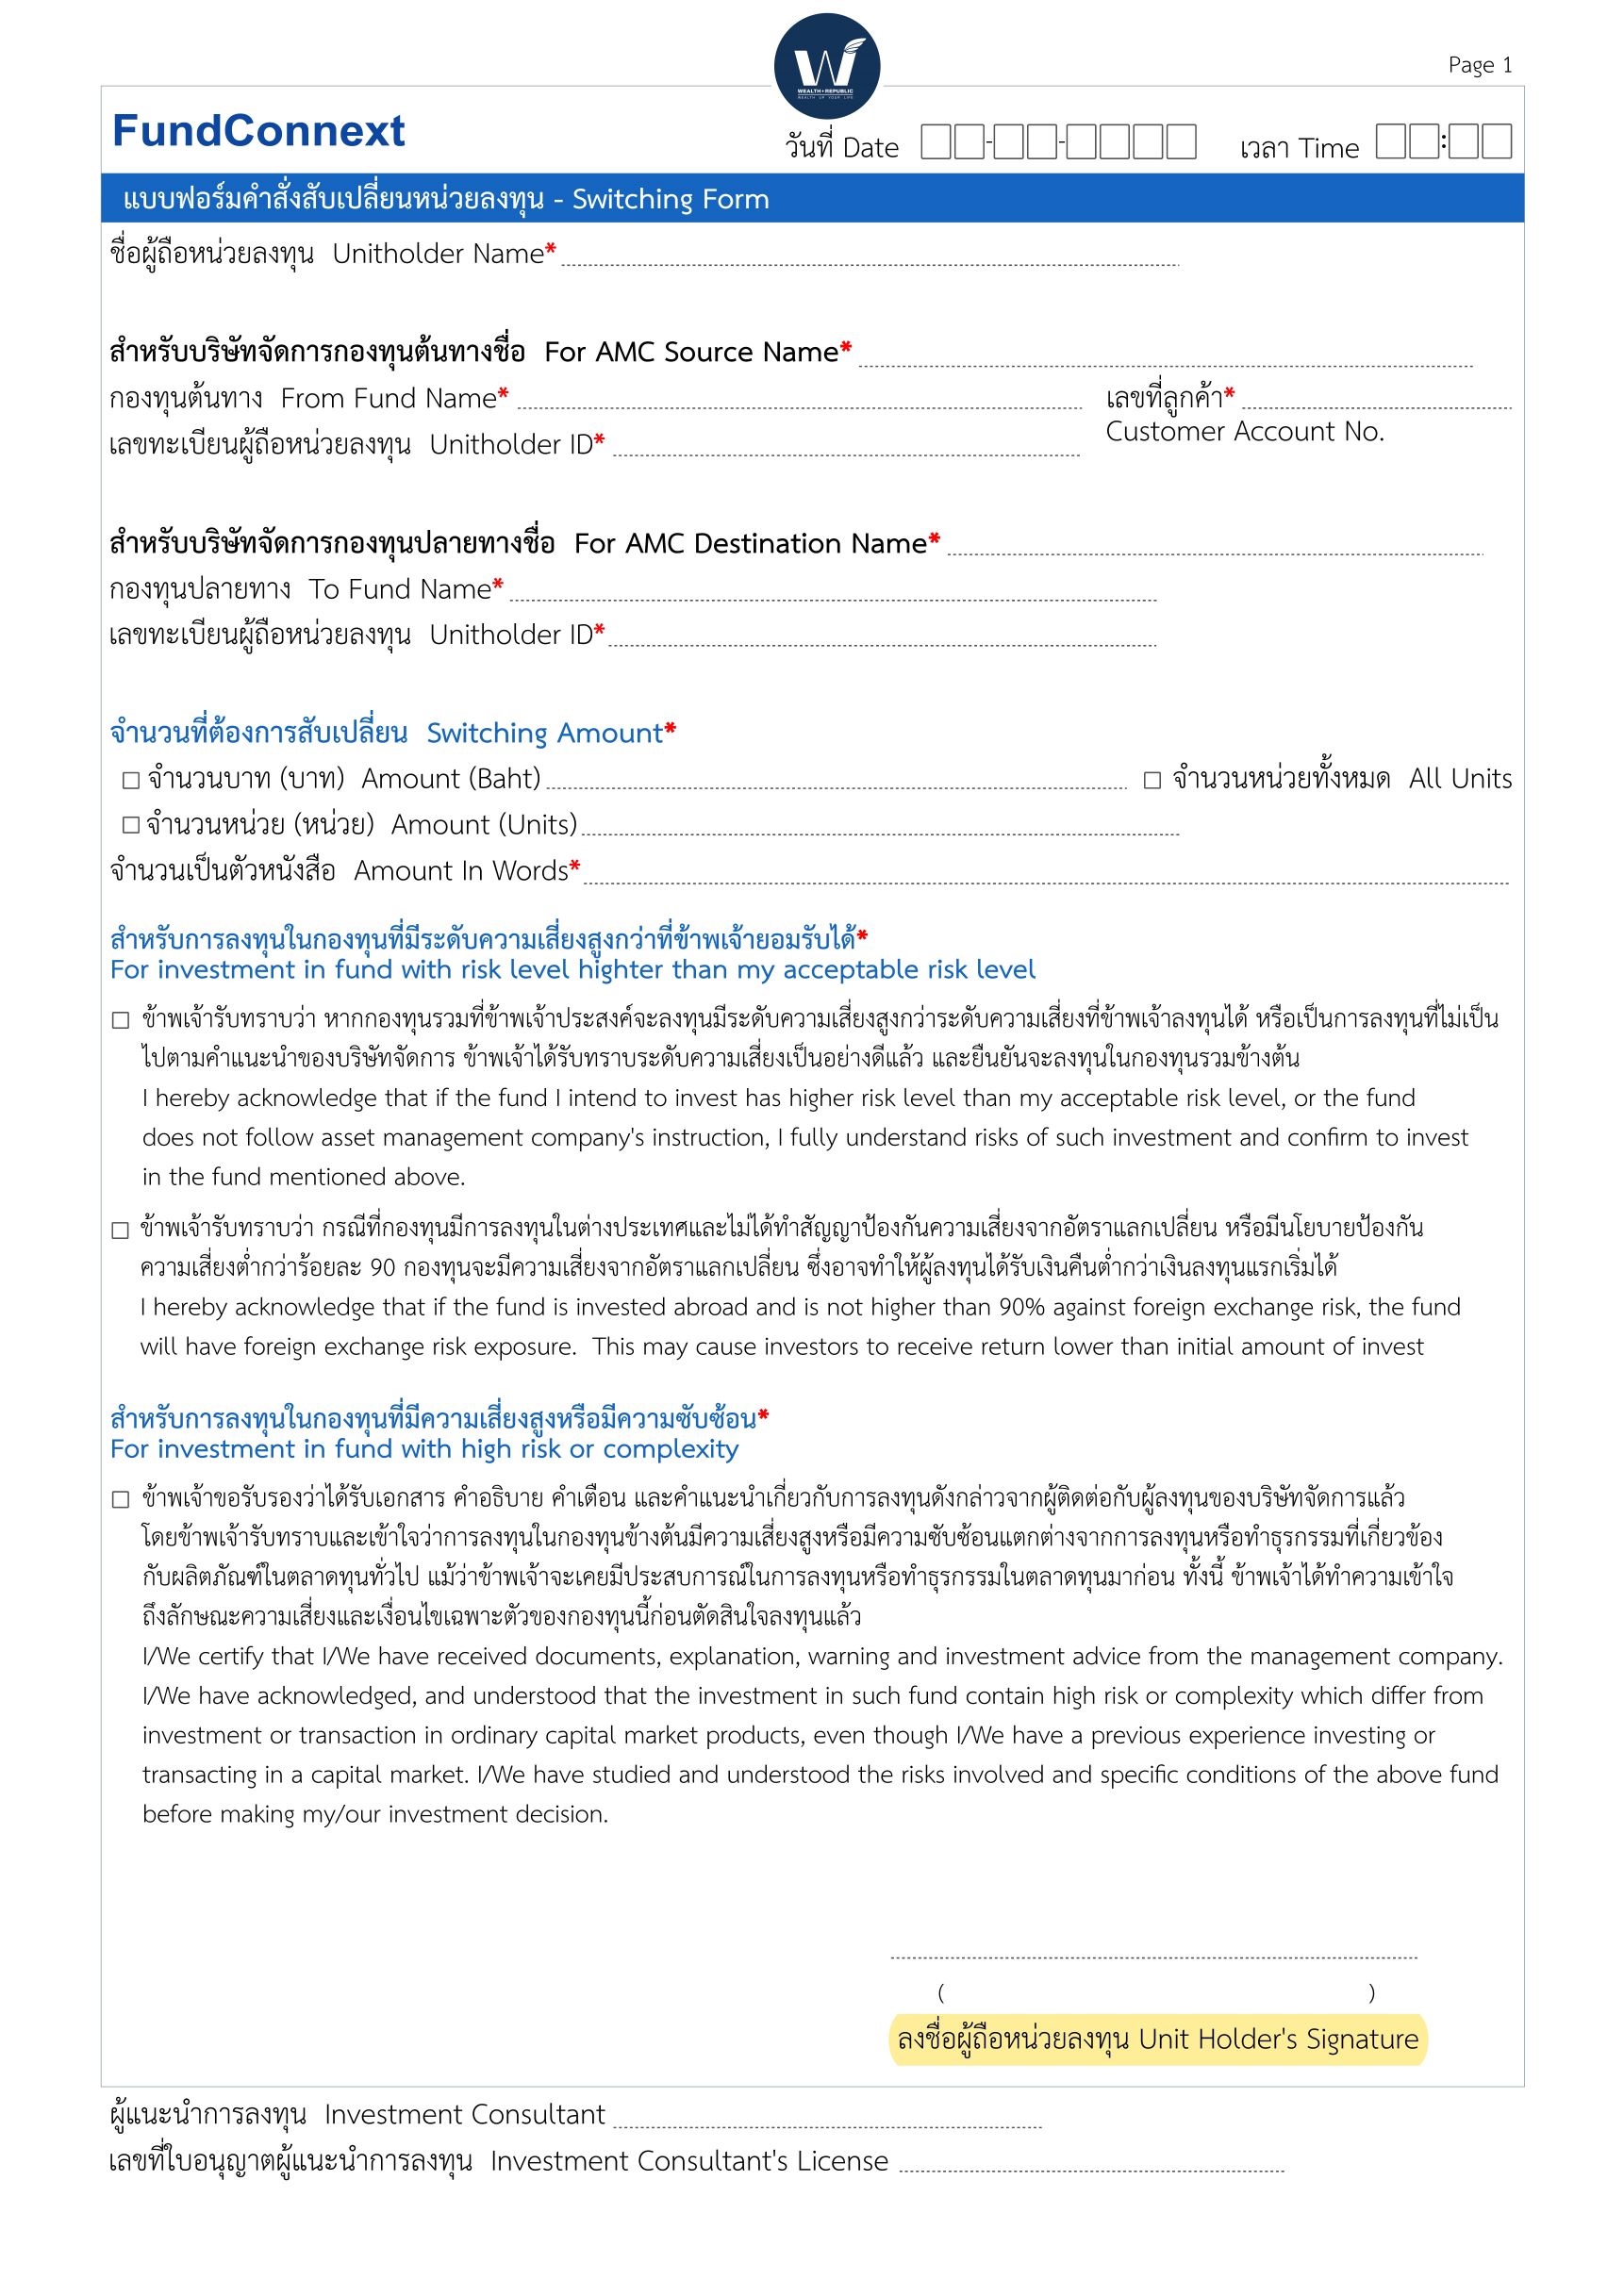 W
WEALTH•REPUBLIC
WEALTH UP YOUR LIFE
Page 1
FundConnext
วันที่ Date - - เวลา Time :
แบบฟอร์มคำสั่งสับเปลี่ยนหน่วยลงทุน - Switching Form
ชื่อผู้ถือหน่วยลงทุน Unitholder Name*
สำหรับบริษัทจัดการกองทุนต้นทางชื่อ For AMC Source Name*
กองทุนต้นทาง From Fund Name* เลขที่ลูกค้า*
Customer Account No.
เลขทะเบียนผู้ถือหน่วยลงทุน Unitholder ID*
สำหรับบริษัทจัดการกองทุนปลายทางชื่อ For AMC Destination Name*
กองทุนปลายทาง To Fund Name*
เลขทะเบียนผู้ถือหน่วยลงทุน Unitholder ID*
จำนวนที่ต้องการสับเปลี่ยน Switching Amount*
☐ จำนวนบาท (บาท) Amount (Baht) ☐ จำนวนหน่วยทั้งหมด All Units
☐ จำนวนหน่วย (หน่วย) Amount (Units)
จำนวนเป็นตัวหนังสือ Amount In Words*
สำหรับการลงทุนในกองทุนที่มีระดับความเสี่ยงสูงกว่าที่ข้าพเจ้ายอมรับได้*
For investment in fund with risk level highter than my acceptable risk level
☐ ข้าพเจ้ารับทราบว่า หากกองทุนรวมที่ข้าพเจ้าประสงค์จะลงทุนมีระดับความเสี่ยงสูงกว่าระดับความเสี่ยงที่ข้าพเจ้าลงทุนได้ หรือเป็นการลงทุนที่ไม่เป็น
ไปตามคำแนะนำของบริษัทจัดการ ข้าพเจ้าได้รับทราบระดับความเสี่ยงเป็นอย่างดีแล้ว และยืนยันจะลงทุนในกองทุนรวมข้างต้น
I hereby acknowledge that if the fund I intend to invest has higher risk level than my acceptable risk level, or the fund
does not follow asset management company's instruction, I fully understand risks of such investment and confirm to invest
in the fund mentioned above.
☐ ข้าพเจ้ารับทราบว่า กรณีที่กองทุนมีการลงทุนในต่างประเทศและไม่ได้ทำสัญญาป้องกันความเสี่ยงจากอัตราแลกเปลี่ยน หรือมีนโยบายป้องกัน
ความเสี่ยงต่ำกว่าร้อยละ 90 กองทุนจะมีความเสี่ยงจากอัตราแลกเปลี่ยน ซึ่งอาจทำให้ผู้ลงทุนได้รับเงินคืนต่ำกว่าเงินลงทุนแรกเริ่มได้
I hereby acknowledge that if the fund is invested abroad and is not higher than 90% against foreign exchange risk, the fund
will have foreign exchange risk exposure. This may cause investors to receive return lower than initial amount of invest
สำหรับการลงทุนในกองทุนที่มีความเสี่ยงสูงหรือมีความซับซ้อน*
For investment in fund with high risk or complexity
☐ ข้าพเจ้าขอรับรองว่าได้รับเอกสาร คำอธิบาย คำเตือน และคำแนะนำเกี่ยวกับการลงทุนดังกล่าวจากผู้ติดต่อกับผู้ลงทุนของบริษัทจัดการแล้ว
โดยข้าพเจ้ารับทราบและเข้าใจว่าการลงทุนในกองทุนข้างต้นมีความเสี่ยงสูงหรือมีความซับซ้อนแตกต่างจากการลงทุนหรือทำธุรกรรมที่เกี่ยวข้อง
กับผลิตภัณฑ์ในตลาดทุนทั่วไป แม้ว่าข้าพเจ้าจะเคยมีประสบการณ์ในการลงทุนหรือทำธุรกรรมในตลาดทุนมาก่อน ทั้งนี้ ข้าพเจ้าได้ทำความเข้าใจ
ถึงลักษณะความเสี่ยงและเงื่อนไขเฉพาะตัวของกองทุนนี้ก่อนตัดสินใจลงทุนแล้ว
I/We certify that I/We have received documents, explanation, warning and investment advice from the management company.
I/We have acknowledged, and understood that the investment in such fund contain high risk or complexity which differ from
investment or transaction in ordinary capital market products, even though I/We have a previous experience investing or
transacting in a capital market. I/We have studied and understood the risks involved and specific conditions of the above fund
before making my/our investment decision.
( )
ลงชื่อผู้ถือหน่วยลงทุน Unit Holder's Signature
ผู้แนะนำการลงทุน Investment Consultant
เลขที่ใบอนุญาตผู้แนะนำการลงทุน Investment Consultant's License